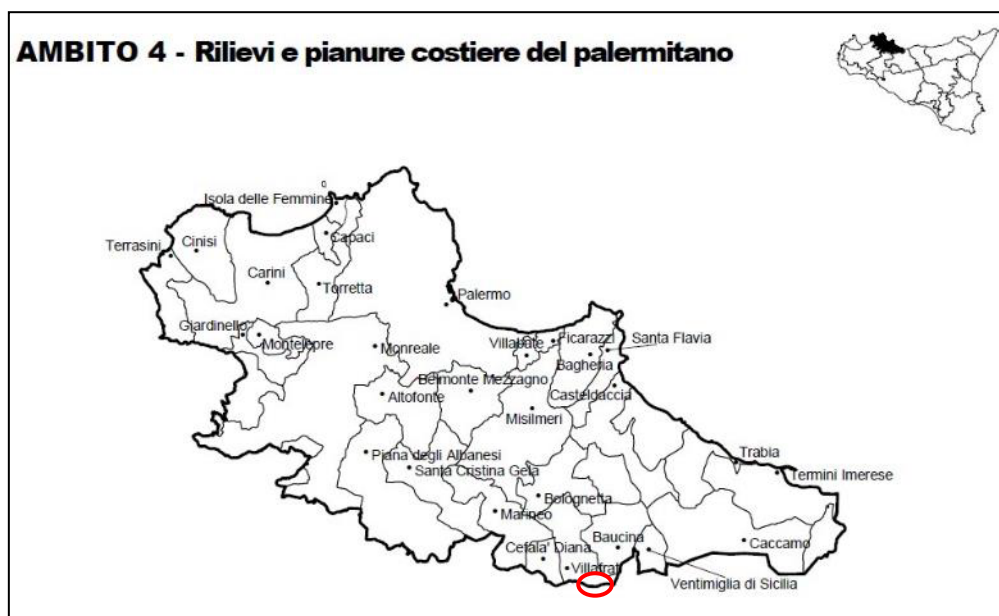 AMBITO 4 - Rilievi e pianure costiere del palermitano
Isola delle Femmine
Capaci
Terrasini
Cinisi
Carini
Torretta
Palermo
Giardinello
Montelepre
Monreale
Villabate
Ficarazzi
Santa Flavia
Bagheria
Belmonte Mezzagno
Casteldaccia
Altofonte
Misilmeri
Piana degli Albanesi
Santa Cristina Gela
Trabia
Termini Imerese
Bolognetta
Marineo
Baucina
Caccamo
Cefala' Diana
Villafrati
Ventimiglia di Sicilia